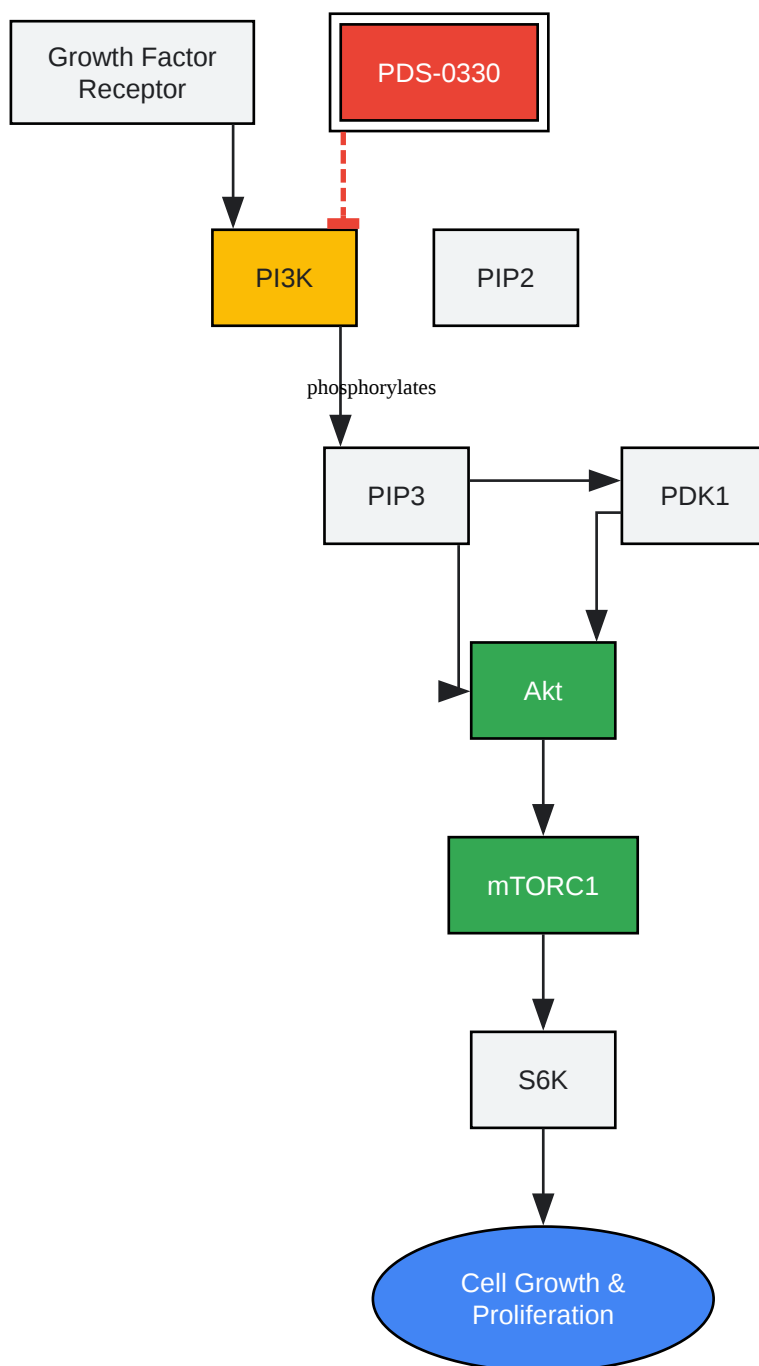 Growth Factor
Receptor
PDS-0330
PI3K
PIP2
phosphorylates
PIP3
PDK1
Akt
mTORC1
S6K
Cell Growth &
Proliferation